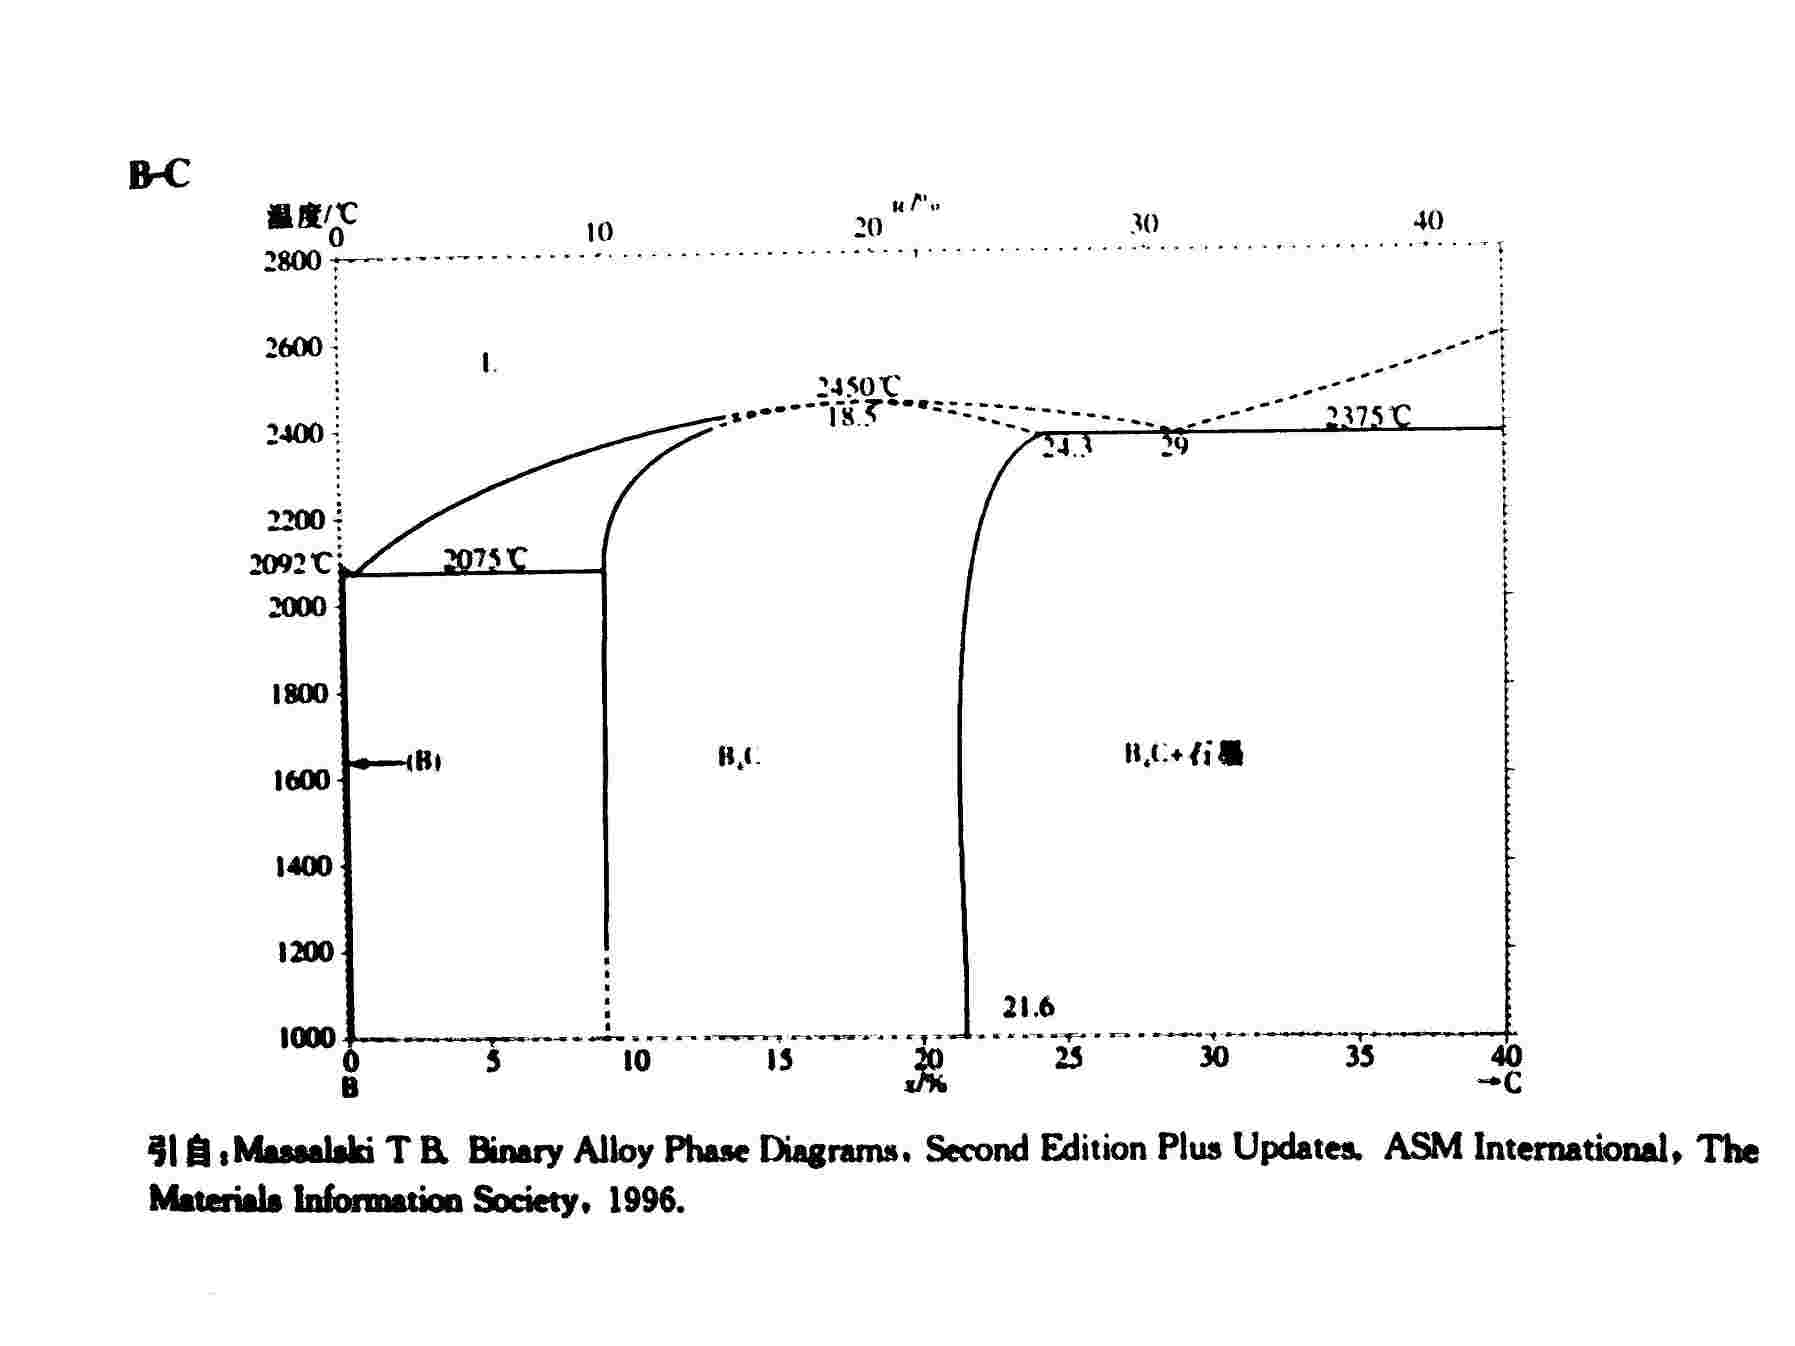 B-C
温度/℃
0 10 20 30 40
2800
2600
L
2450℃
18.5
2375℃
2400
24.3 29
2200
2092℃
2075℃
2000
1800
(B)
B₄C
B₄C+石墨
1600
1400
1200
21.6
1000
0 5 10 15 20 25 30 35 40
B x/% →C
引自:Massalski T B. Binary Alloy Phase Diagrams, Second Edition Plus Updates. ASM International, The
Materials Information Society, 1996.